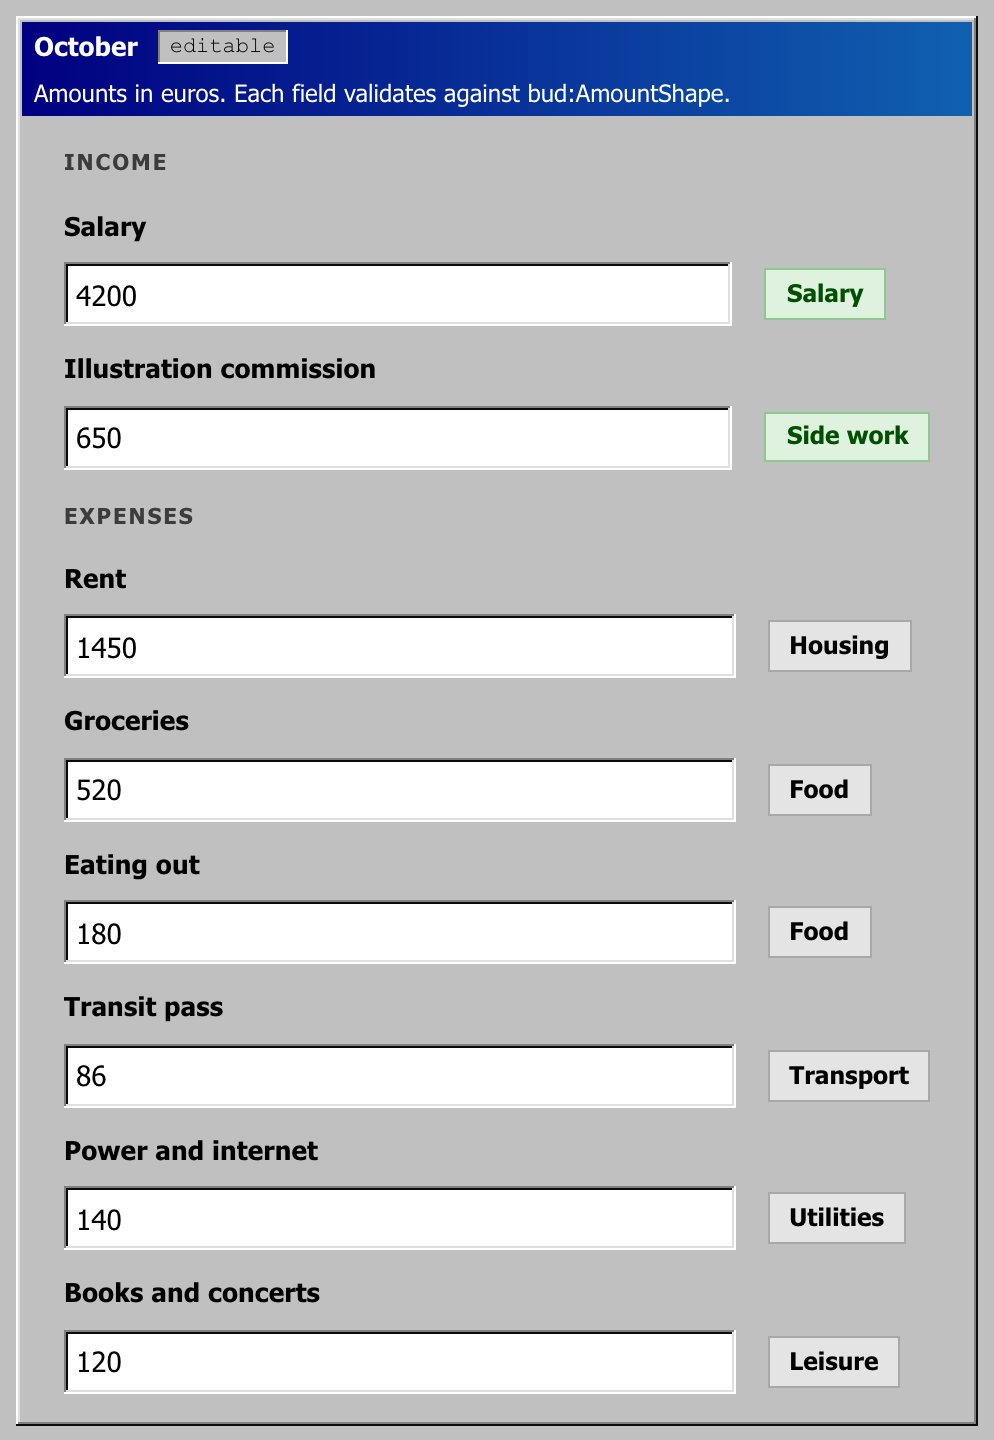 October editable
Amounts in euros. Each field validates against bud:AmountShape.
INCOME
Salary
4200 Salary
Illustration commission
650 Side work
EXPENSES
Rent
1450 Housing
Groceries
520 Food
Eating out
180 Food
Transit pass
86 Transport
Power and internet
140 Utilities
Books and concerts
120 Leisure